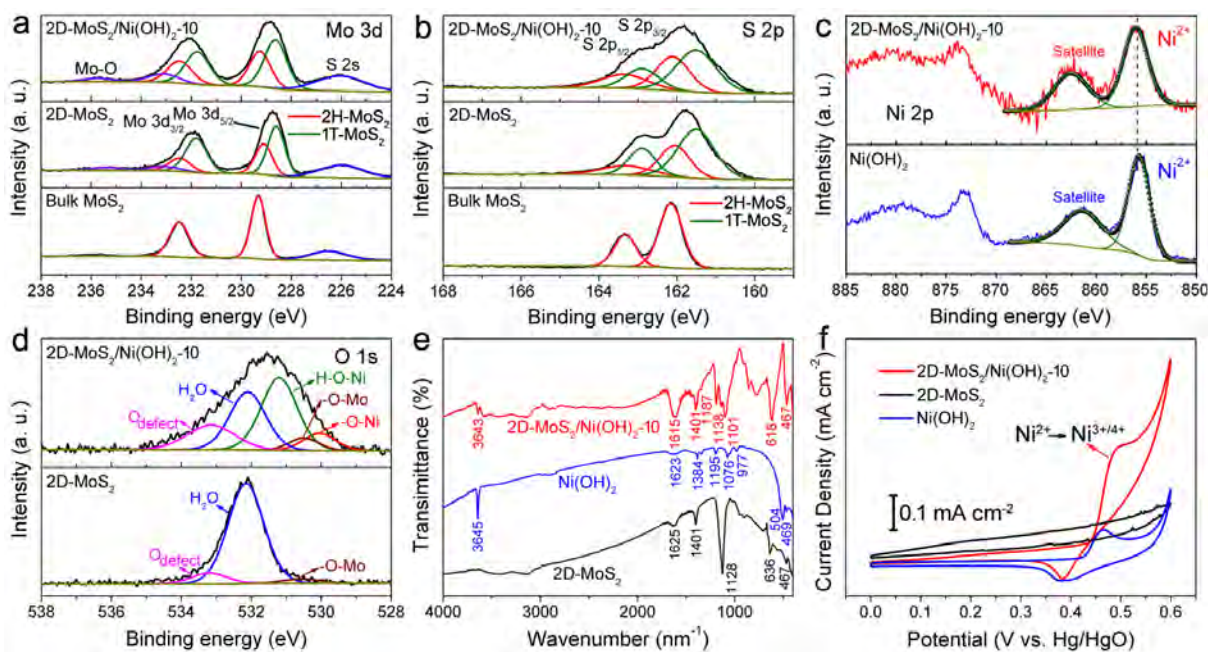 a
2D-MoS₂/Ni(OH)₂-10
Mo 3d
Mo-O
S 2s
2D-MoS₂
Mo 3d₃/₂
Mo 3d₅/₂
2H-MoS₂
1T-MoS₂
Bulk MoS₂
Intensity (a. u.)
238 236 234 232 230 228 226 224
Binding energy (eV)
b
2D-MoS₂/Ni(OH)₂-10
S 2p₁/₂
S 2p₃/₂
S 2p
2D-MoS₂
Bulk MoS₂
2H-MoS₂
1T-MoS₂
Intensity (a. u.)
168 166 164 162 160
Binding energy (eV)
c
2D-MoS₂/Ni(OH)₂-10
Satellite
Ni²⁺
Ni 2p
Ni(OH)₂
Satellite
Ni²⁺
Intentsity (a. u.)
885 880 875 870 865 860 855 850
Binding energy (eV)
d
2D-MoS₂/Ni(OH)₂-10
O 1s
H₂O
H-O-Ni
-O-Mo
-O-Ni
Odefect
2D-MoS₂
H₂O
Odefect
-O-Mo
Intensity (a. u.)
538 536 534 532 530 528
Binding energy (eV)
e
3643
2D-MoS₂/Ni(OH)₂-10
1615
1401
1187
1138
1101
615
467
3645
Ni(OH)₂
1623
1384
1195
1076
977
504
469
2D-MoS₂
1625
1401
1128
636
467
Transimittance (%)
4000 3000 2000 1000
Wavenumber (nm⁻¹)
f
2D-MoS₂/Ni(OH)₂-10
2D-MoS₂
Ni(OH)₂
Ni²⁺→Ni³⁺/⁴⁺
0.1 mA cm⁻²
Current Density (mA cm⁻²)
0.0 0.1 0.2 0.3 0.4 0.5 0.6
Potential (V vs. Hg/HgO)